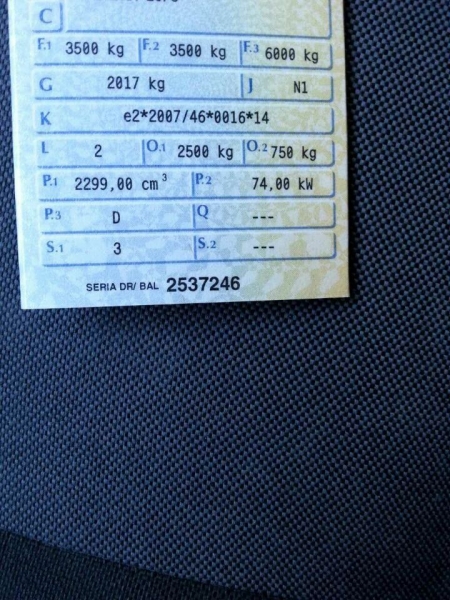 C
F.1 3500 kg F.2 3500 kg F.3 6000 kg
G 2017 kg J N1
K e2*2007/46*0016*14
L 2 O.1 2500 kg O.2 750 kg
P.1 2299,00 cm³ P.2 74,00 kW
P.3 D Q ---
S.1 3 S.2 ---
SERIA DR/ BAL 2537246